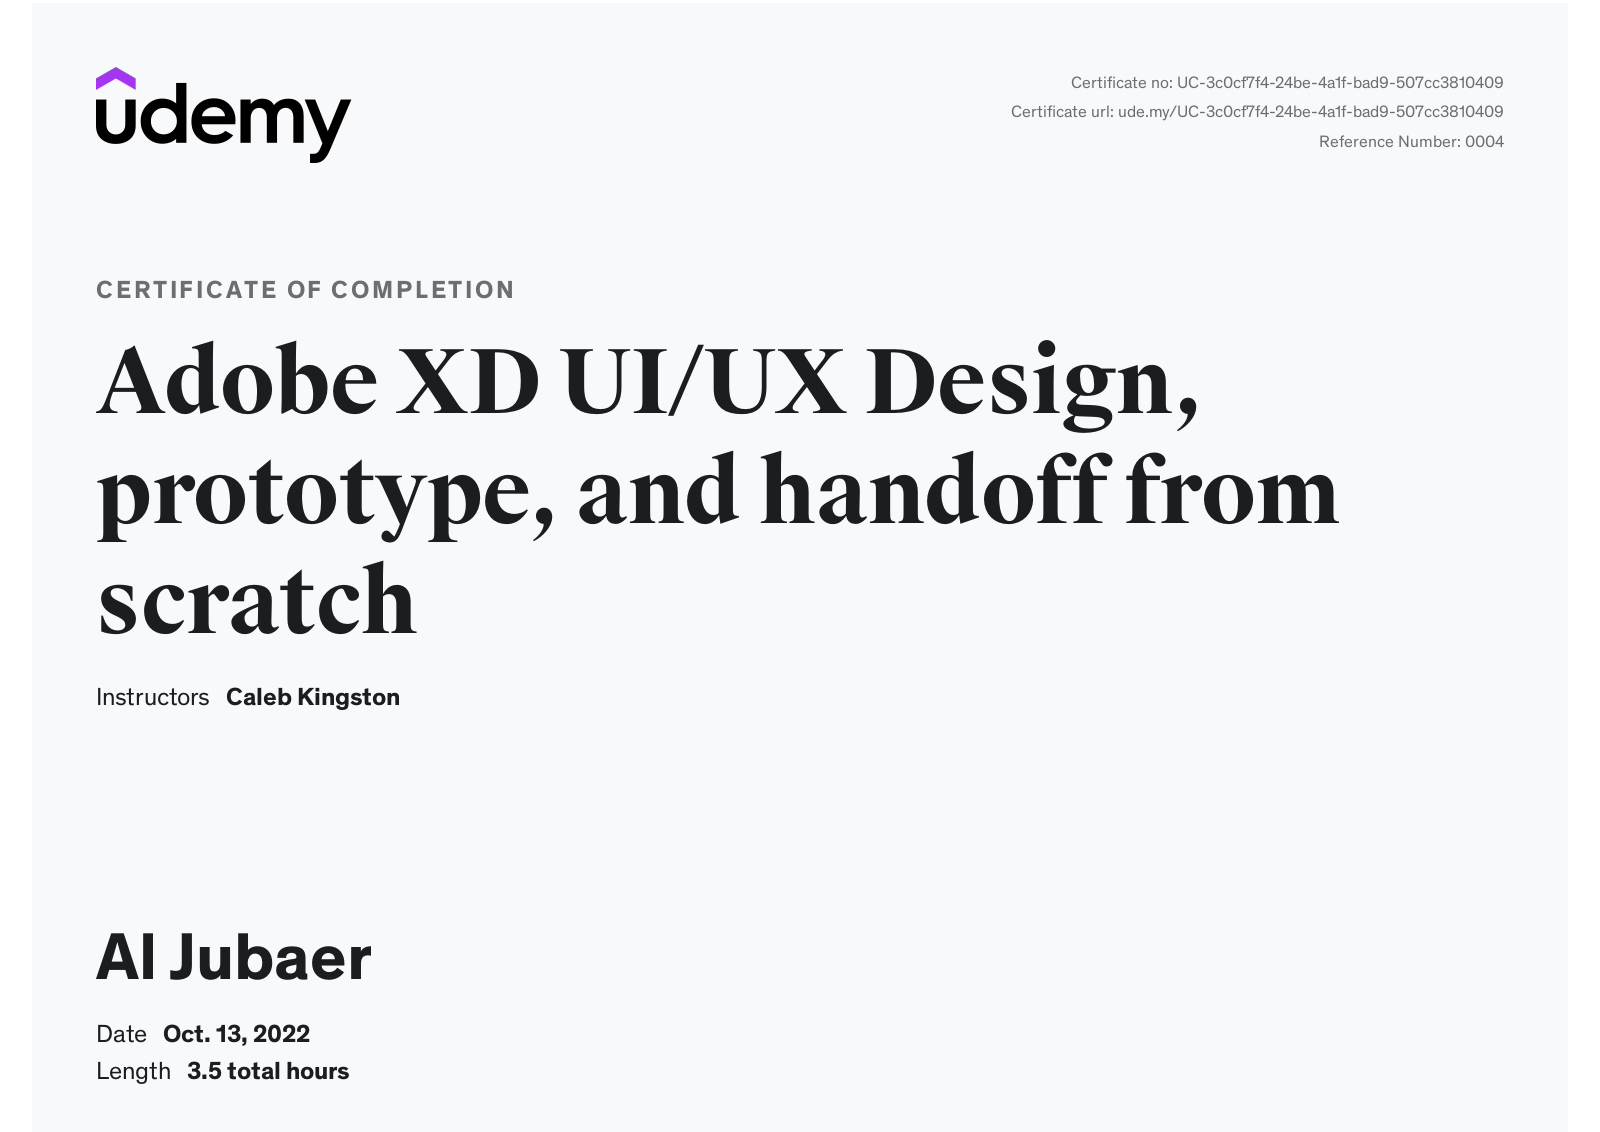 udemy
Certificate no: UC-3c0cf7f4-24be-4a1f-bad9-507cc3810409
Certificate url: ude.my/UC-3c0cf7f4-24be-4a1f-bad9-507cc3810409
Reference Number: 0004
CERTIFICATE OF COMPLETION
Adobe XD UI/UX Design,
prototype, and handoff from
scratch
Instructors Caleb Kingston
Al Jubaer
Date Oct. 13, 2022
Length 3.5 total hours